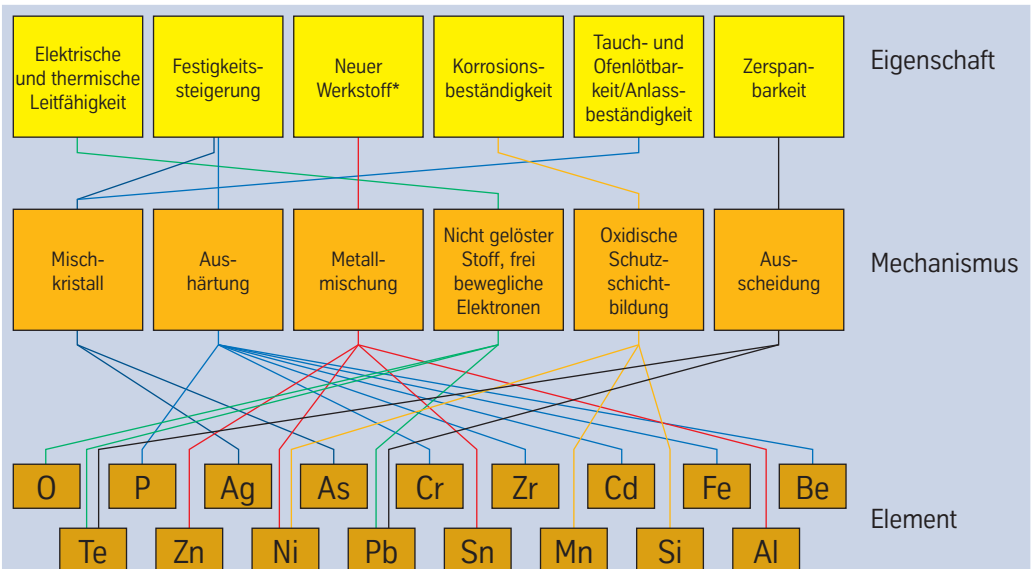 Elektrische
und thermische
Leitfähigkeit
Festigkeits-
steigerung
Neuer
Werkstoff*
Korrosions-
beständigkeit
Tauch- und
Ofenlötbar-
keit/Anlass-
beständigkeit
Zerspan-
barkeit
Eigenschaft
Misch-
kristall
Aus-
härtung
Metall-
mischung
Nicht gelöster
Stoff, frei
bewegliche
Elektronen
Oxidische
Schutz-
schicht-
bildung
Aus-
scheidung
Mechanismus
O
P
Ag
As
Cr
Zr
Cd
Fe
Be
Element
Te
Zn
Ni
Pb
Sn
Mn
Si
Al